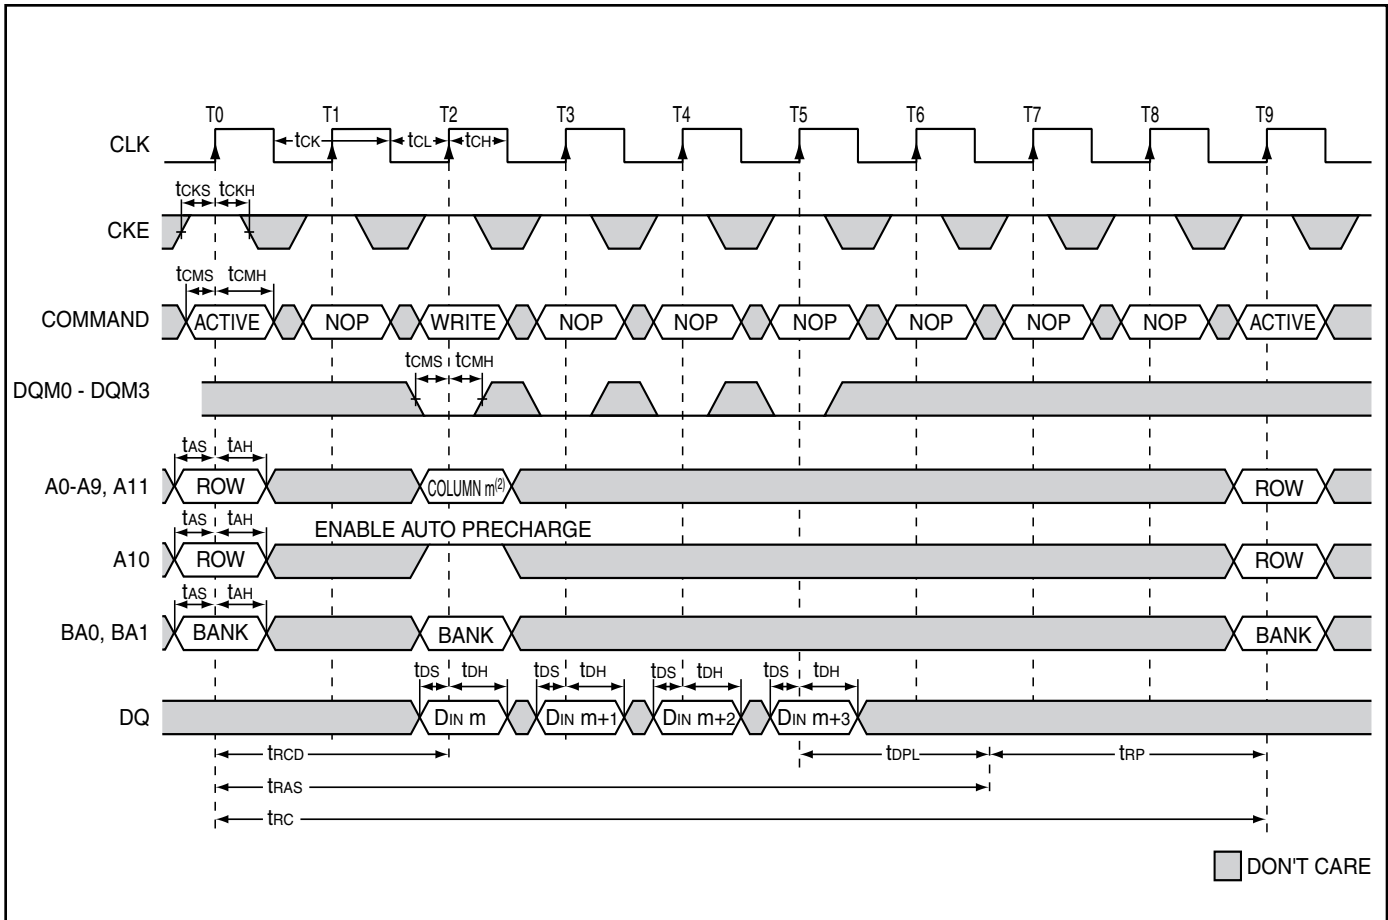 T0 T1 T2 T3 T4 T5 T6 T7 T8 T9
CLK tCK tCL tCH
tCKS tCKH
CKE
tCMS tCMH
COMMAND ACTIVE NOP WRITE NOP NOP NOP NOP NOP NOP ACTIVE
tCMS tCMH
DQM0 - DQM3
tAS tAH
A0-A9, A11 ROW COLUMN m(2) ROW
tAS tAH ENABLE AUTO PRECHARGE
A10 ROW ROW
tAS tAH
BA0, BA1 BANK BANK BANK
tDS tDH tDS tDH tDS tDH tDS tDH
DQ DIN m DIN m+1 DIN m+2 DIN m+3
tRCD tDPL tRP
tRAS
tRC
DON'T CARE